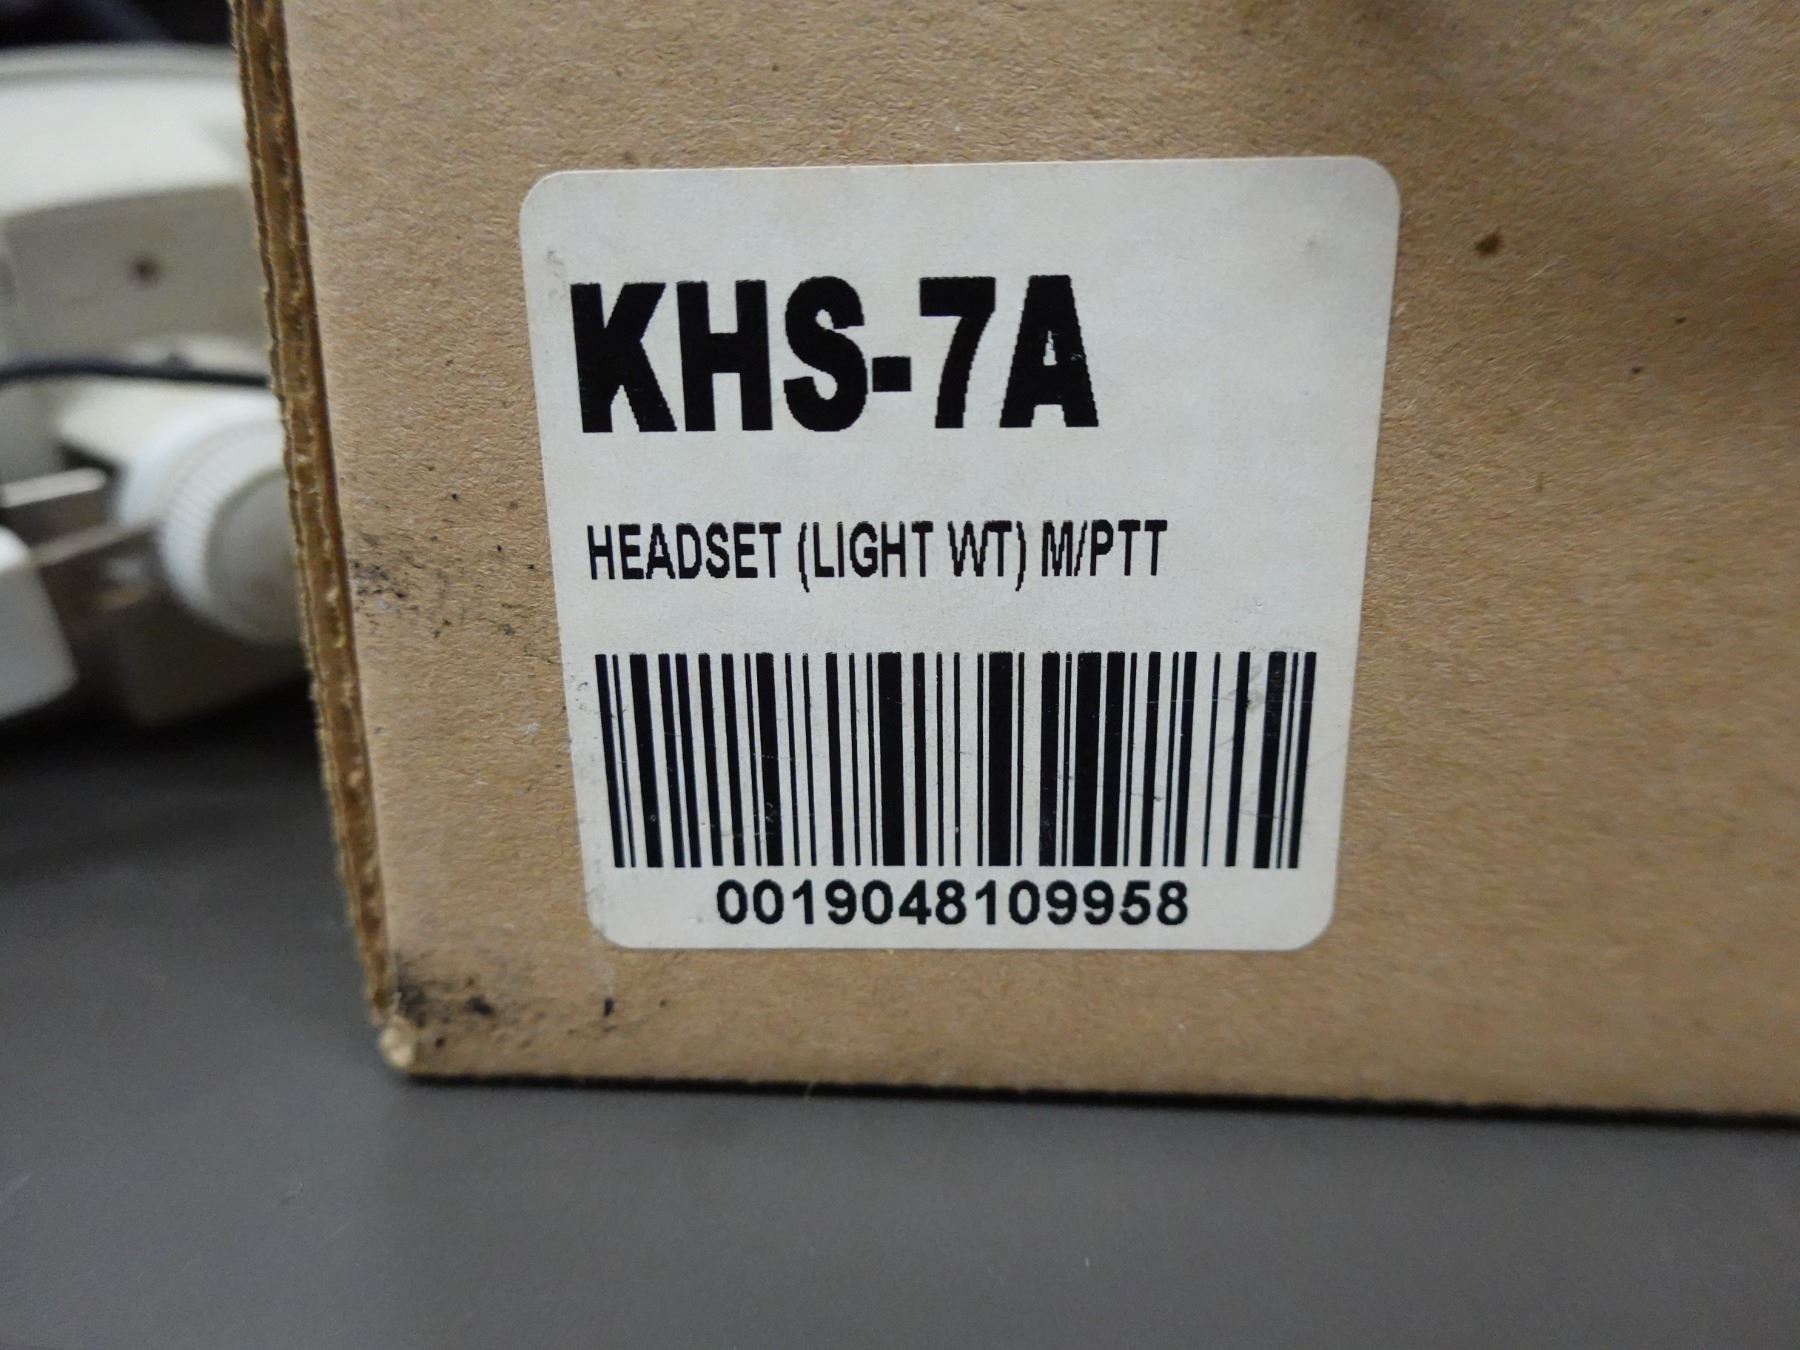 KHS-7A
HEADSET (LIGHT WT) M/PTT
0019048109958